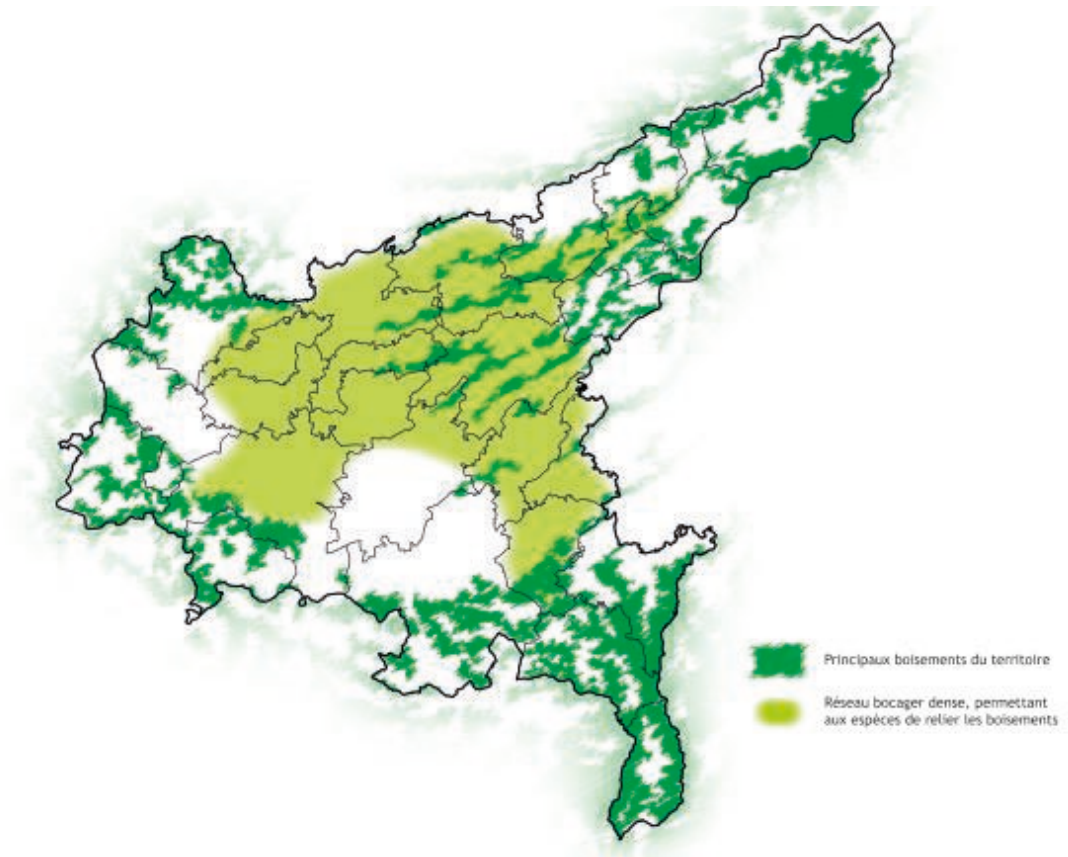 Principaux boisements du territoire
Réseau bocager dense, permettant
aux espèces de relier les boisements